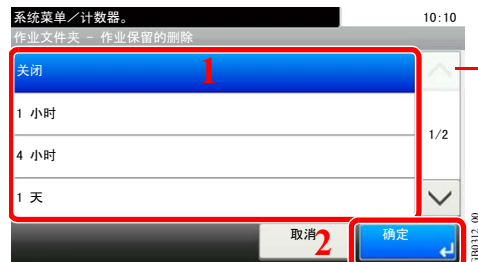 系统菜单／计数器。 10:10
作业文件夹 - 作业保留的删除
关闭 1
1 小时
1/2
4 小时
1 天
取消 2 确定
GB0312_00